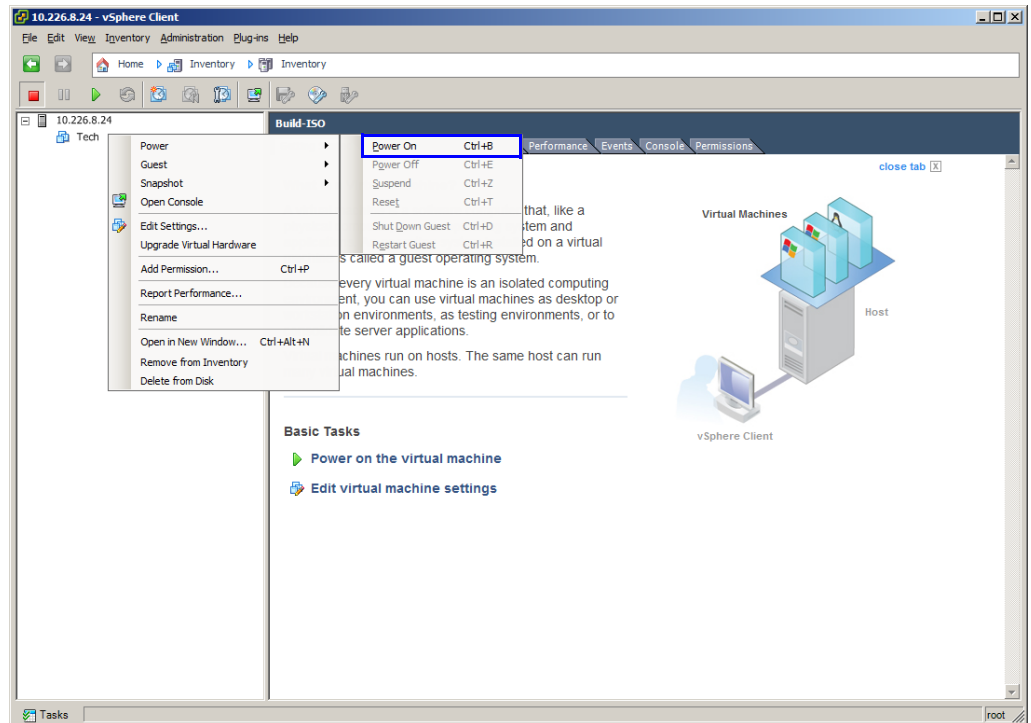 10.226.8.24 - vSphere Client
File Edit View Inventory Administration Plug-ins Help
Home Inventory Inventory
10.226.8.24
Tech
Build-ISO
Performance Events Console Permissions
close tab X
Power
Guest
Snapshot
Open Console
Edit Settings...
Upgrade Virtual Hardware
Add Permission... Ctrl+P
Report Performance...
Rename
Open in New Window... Ctrl+Alt+N
Remove from Inventory
Delete from Disk
Power On Ctrl+B
Power Off Ctrl+E
Suspend Ctrl+Z
Reset Ctrl+T
Shut Down Guest Ctrl+D
Restart Guest Ctrl+R
that, like a
and
on a virtual
called a guest operating system.
every virtual machine is an isolated computing
you can use virtual machines as desktop or
environments, as testing environments, or to
server applications.
run on hosts. The same host can run
machines.
Virtual Machines
Host
vSphere Client
Basic Tasks
Power on the virtual machine
Edit virtual machine settings
Tasks
root